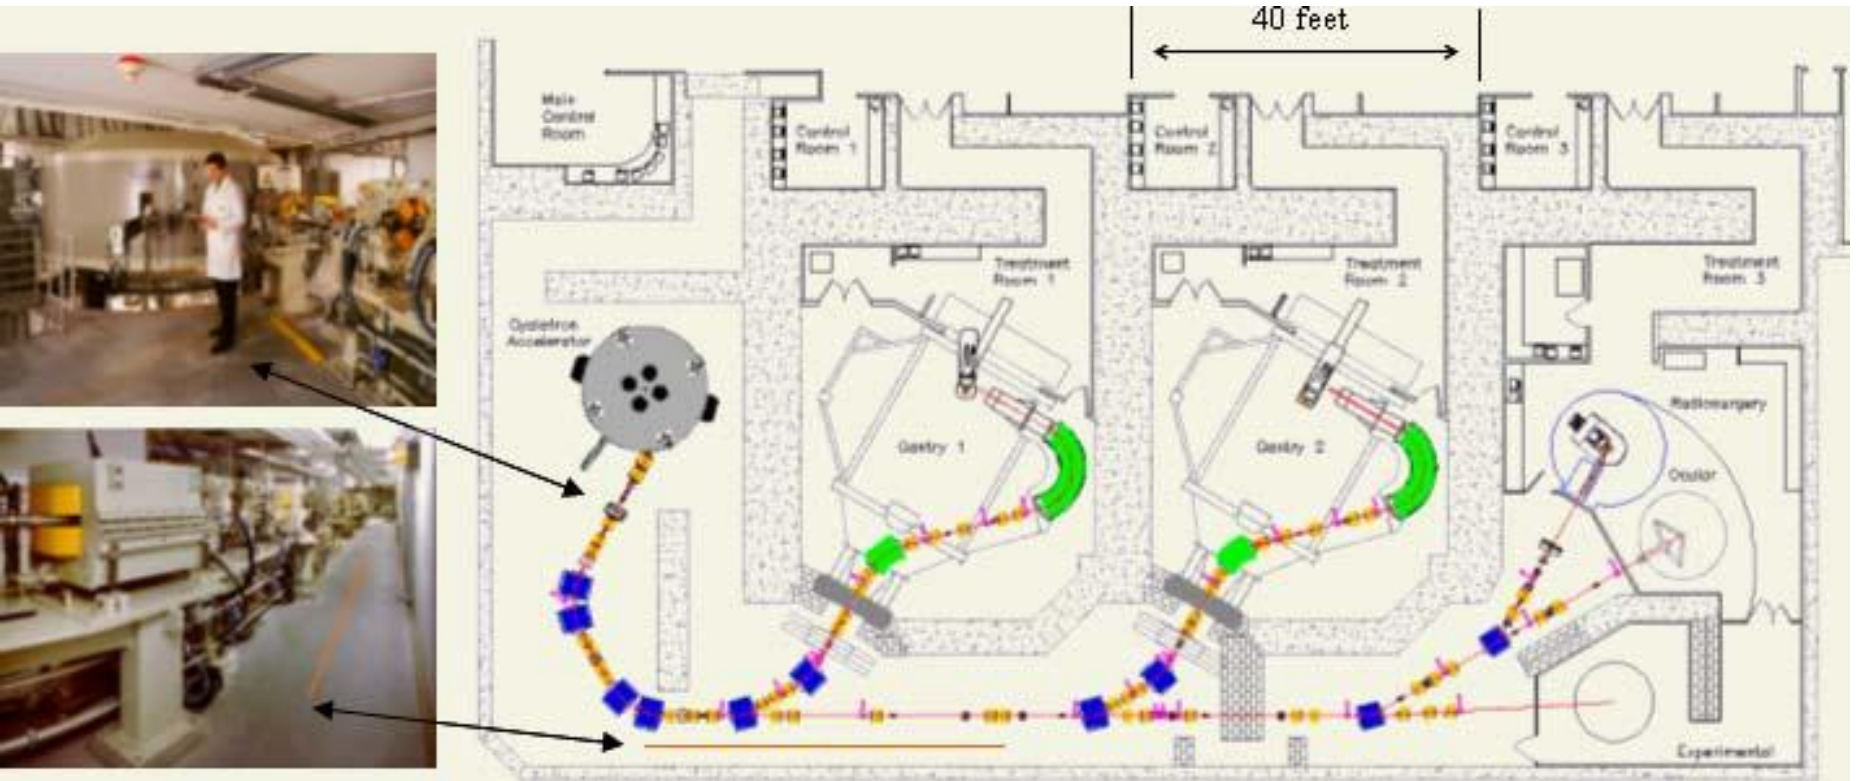 40 feet
Main
Control
Room
Control
Room 1
Control
Room 2
Control
Room 3
Treatment
Room 1
Treatment
Room 2
Treatment
Room 3
Cyclotron
Accelerator
Gantry 1
Gantry 2
Radiosurgery
Ocular
Experimental